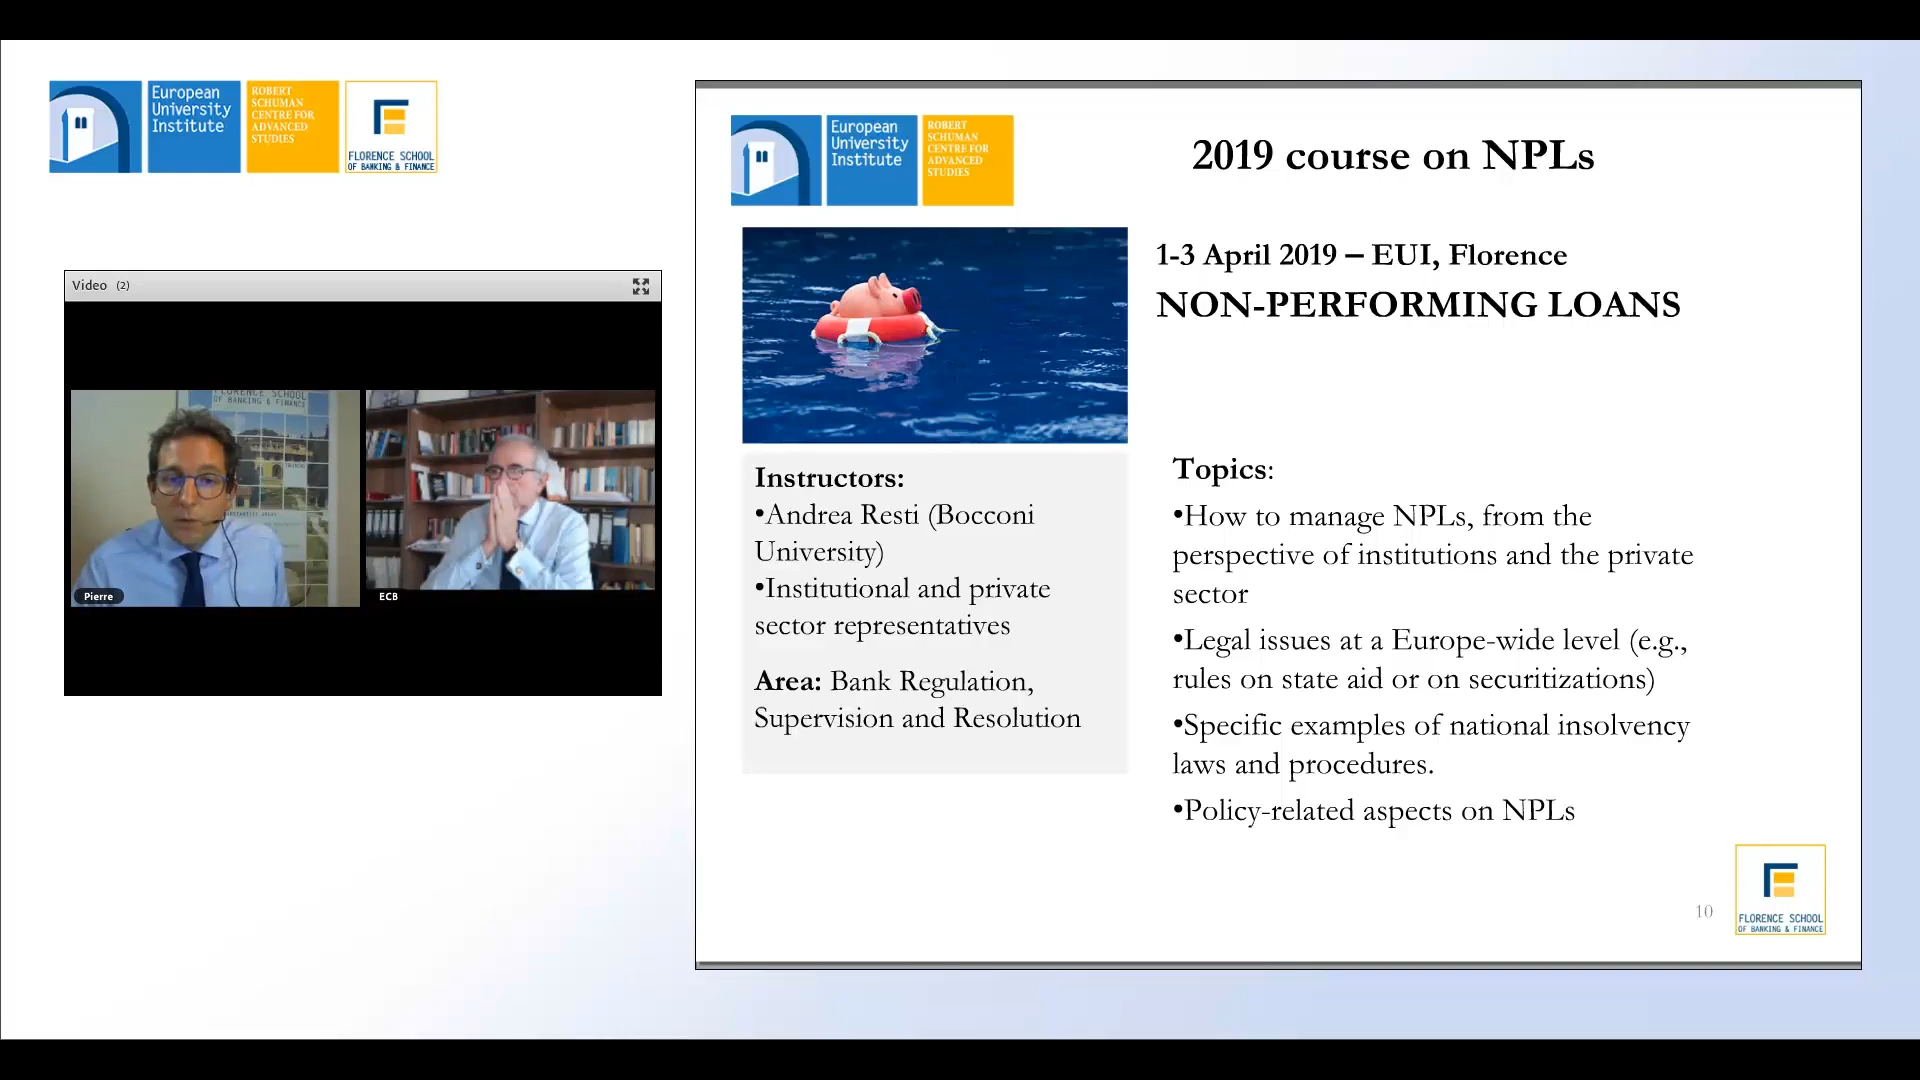 European
University
Institute
ROBERT
SCHUMAN
CENTRE FOR
ADVANCED
STUDIES
FLORENCE SCHOOL
OF BANKING & FINANCE
Video (2)
FLORENCE SCHOOL
OF BANKING & FINANCE
Pierre
ECB
European
University
Institute
ROBERT
SCHUMAN
CENTRE FOR
ADVANCED
STUDIES
2019 course on NPLs
1-3 April 2019 – EUI, Florence
NON-PERFORMING LOANS
Instructors:
•Andrea Resti (Bocconi
University)
•Institutional and private
sector representatives
Area: Bank Regulation,
Supervision and Resolution
Topics:
•How to manage NPLs, from the
perspective of institutions and the private
sector
•Legal issues at a Europe-wide level (e.g.,
rules on state aid or on securitizations)
•Specific examples of national insolvency
laws and procedures.
•Policy-related aspects on NPLs
10
FLORENCE SCHOOL
OF BANKING & FINANCE